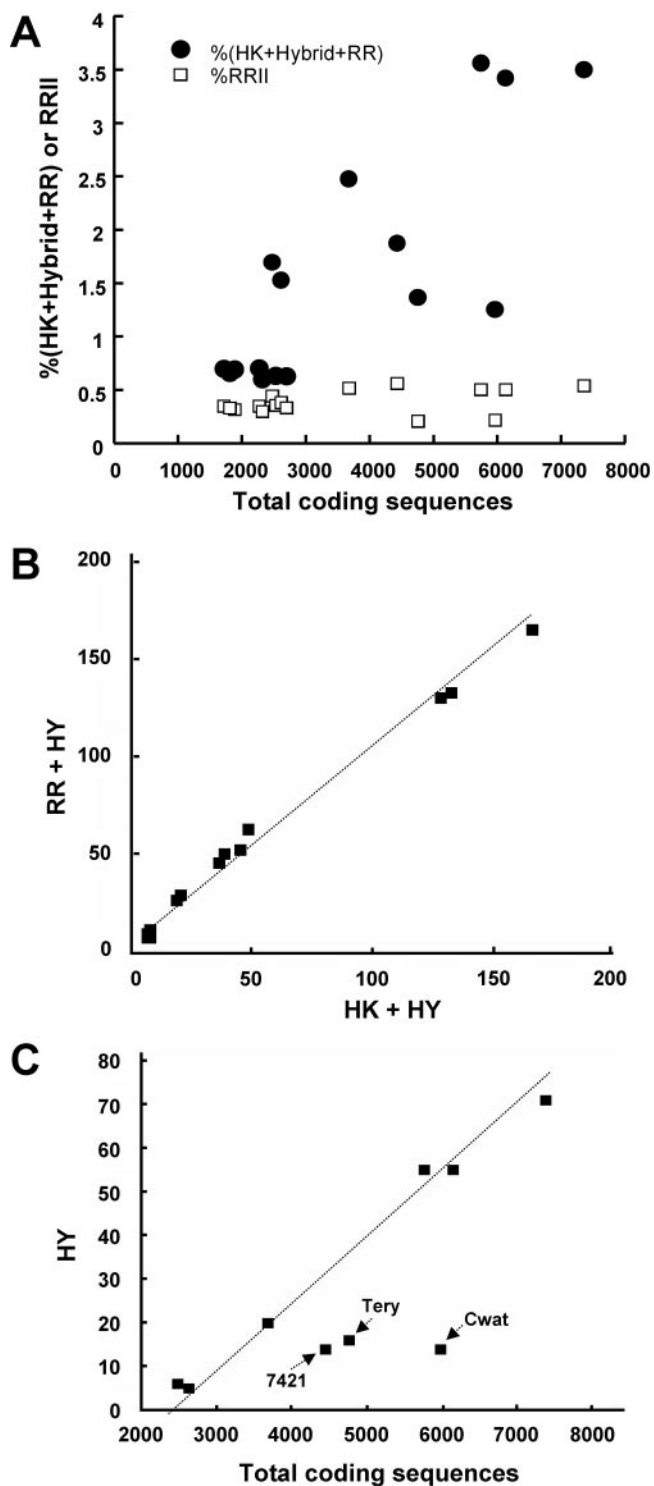 A
%(HK+Hybrid+RR)
%RRII
%(HK+Hybrid+RR) or RRII
4
3.5
3
2.5
2
1.5
1
0.5
0
0 1000 2000 3000 4000 5000 6000 7000 8000
Total coding sequences
B
RR + HY
200
150
100
50
0
0 50 100 150 200
HK + HY
C
HY
80
70
60
50
40
30
20
10
0
Tery
Cwat
7421
2000 3000 4000 5000 6000 7000 8000
Total coding sequences